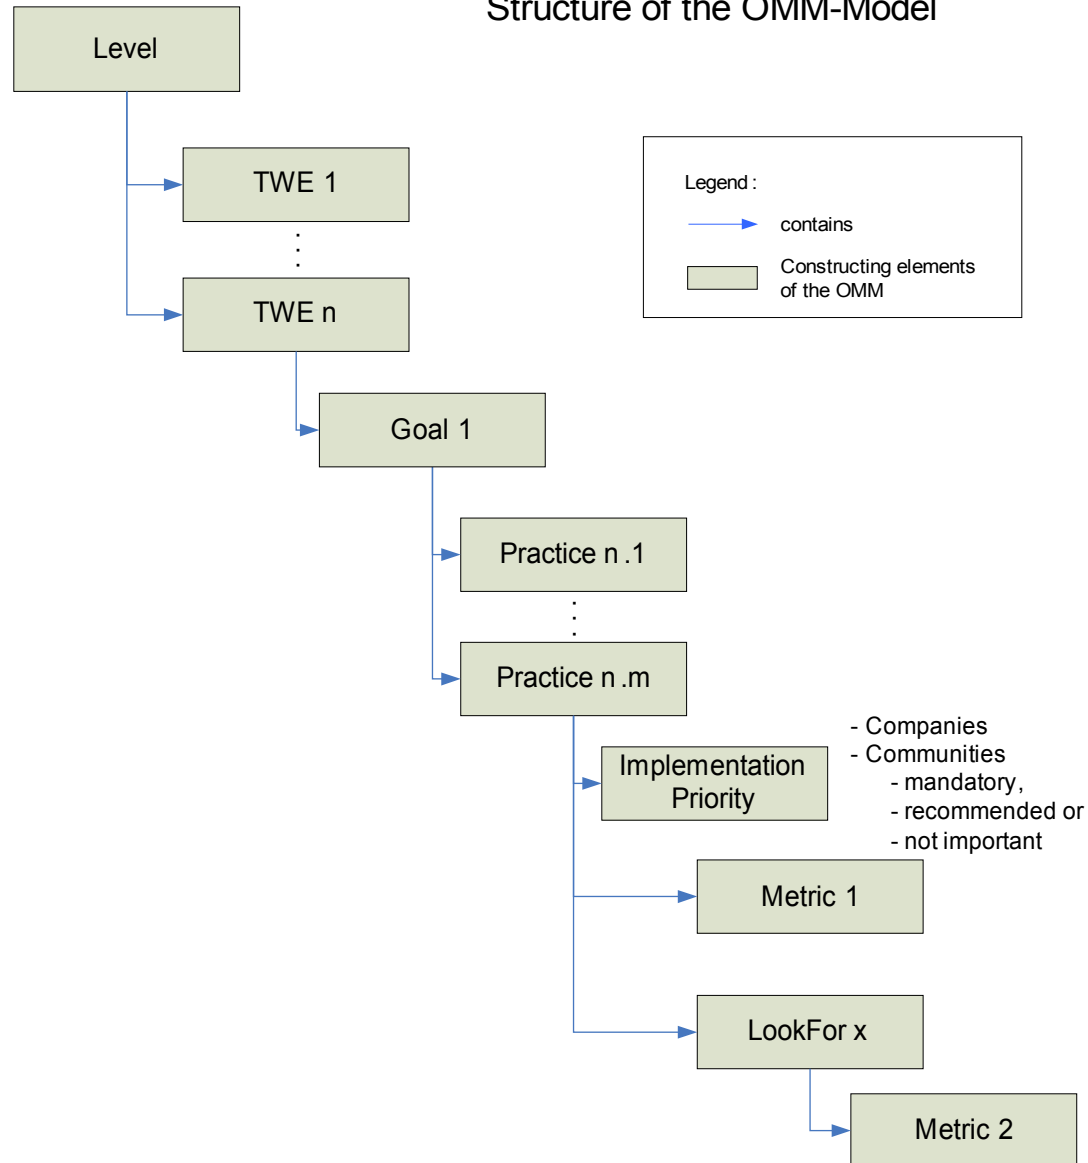 Structure of the OMM-Model
Level
TWE 1
Legend :
contains
Constructing elements
of the OMM
TWE n
Goal 1
Practice n .1
Practice n .m
Implementation
Priority
- Companies
- Communities
- mandatory,
- recommended or
- not important
Metric 1
LookFor x
Metric 2